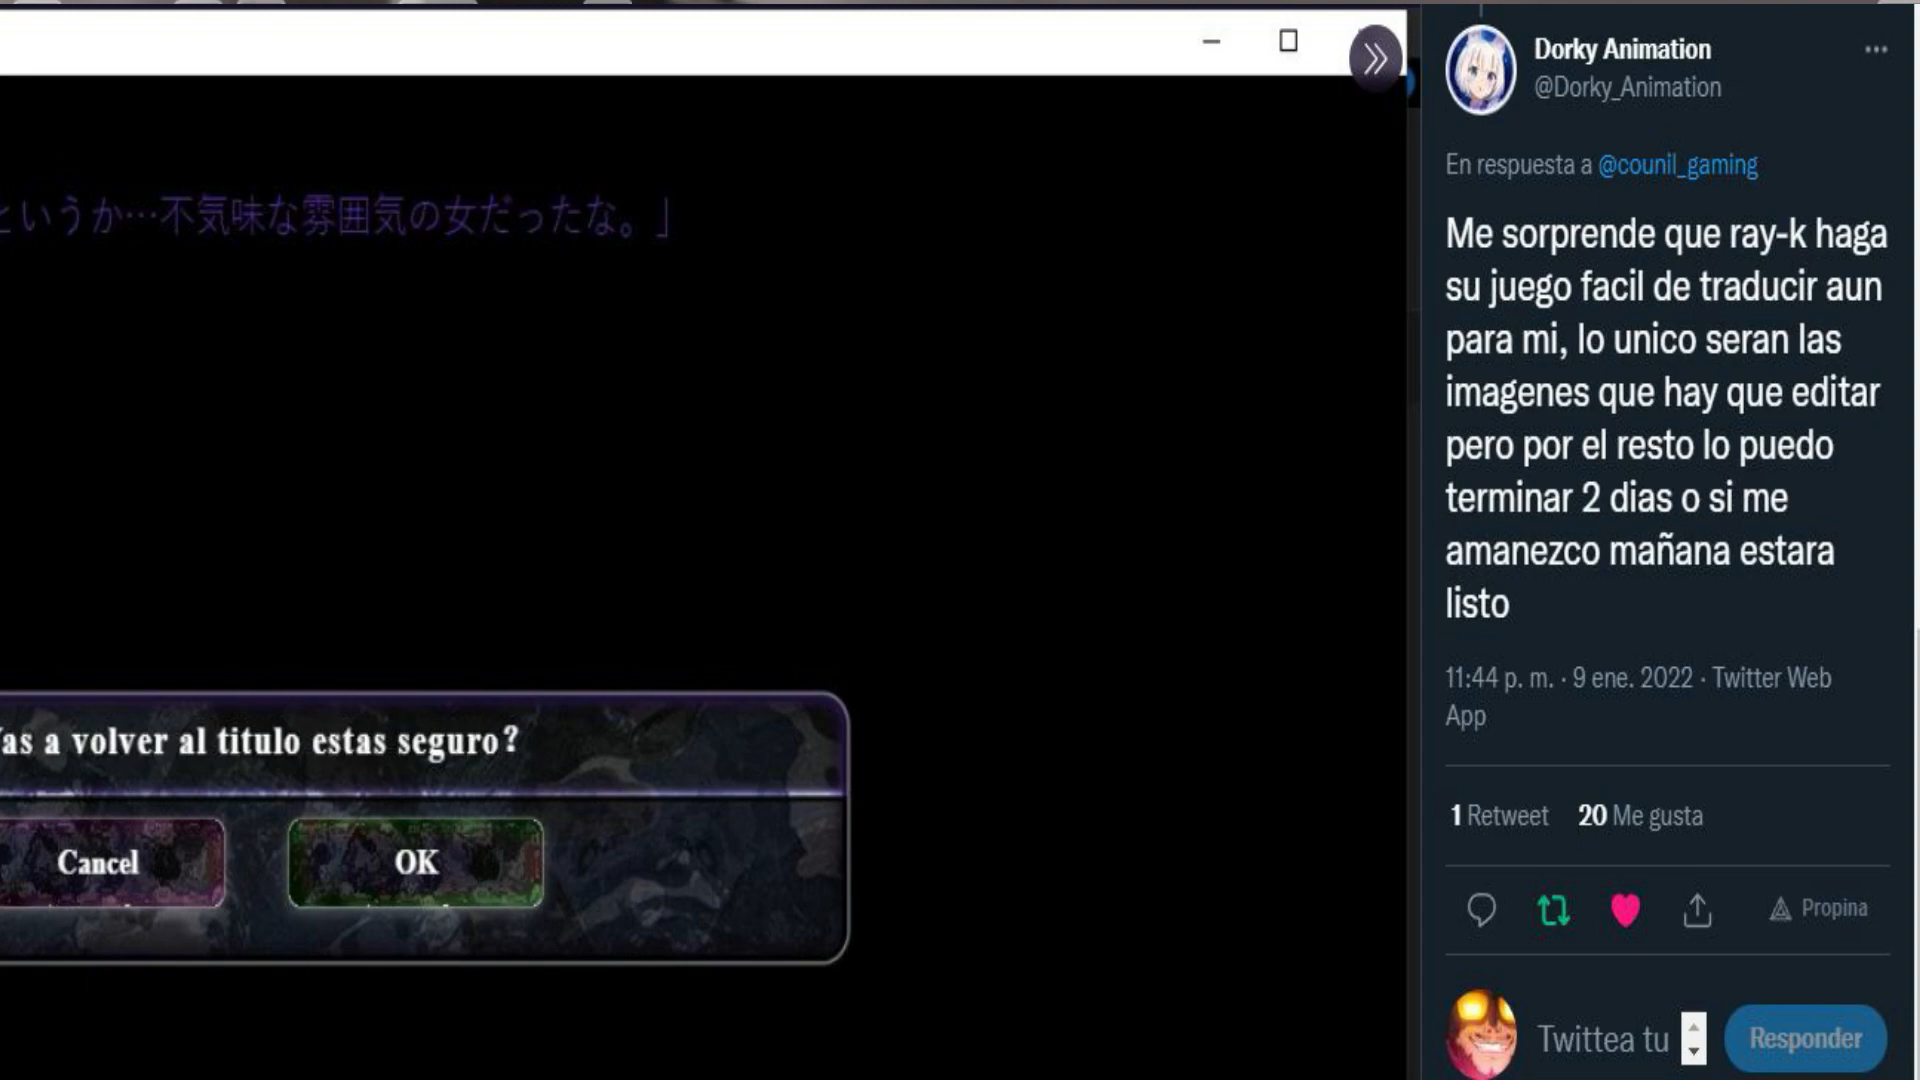 Dorky Animation
@Dorky_Animation
En respuesta a @counil_gaming
Me sorprende que ray-k haga
su juego facil de traducir aun
para mi, lo unico seran las
imagenes que hay que editar
pero por el resto lo puedo
terminar 2 dias o si me
amanezco mañana estara
listo
11:44 p. m. · 9 ene. 2022 · Twitter Web
App
1 Retweet 20 Me gusta
Propina
Twittea tu
Responder
というか…不気味な雰囲気の女だったな。」
as a volver al titulo estas seguro?
Cancel OK